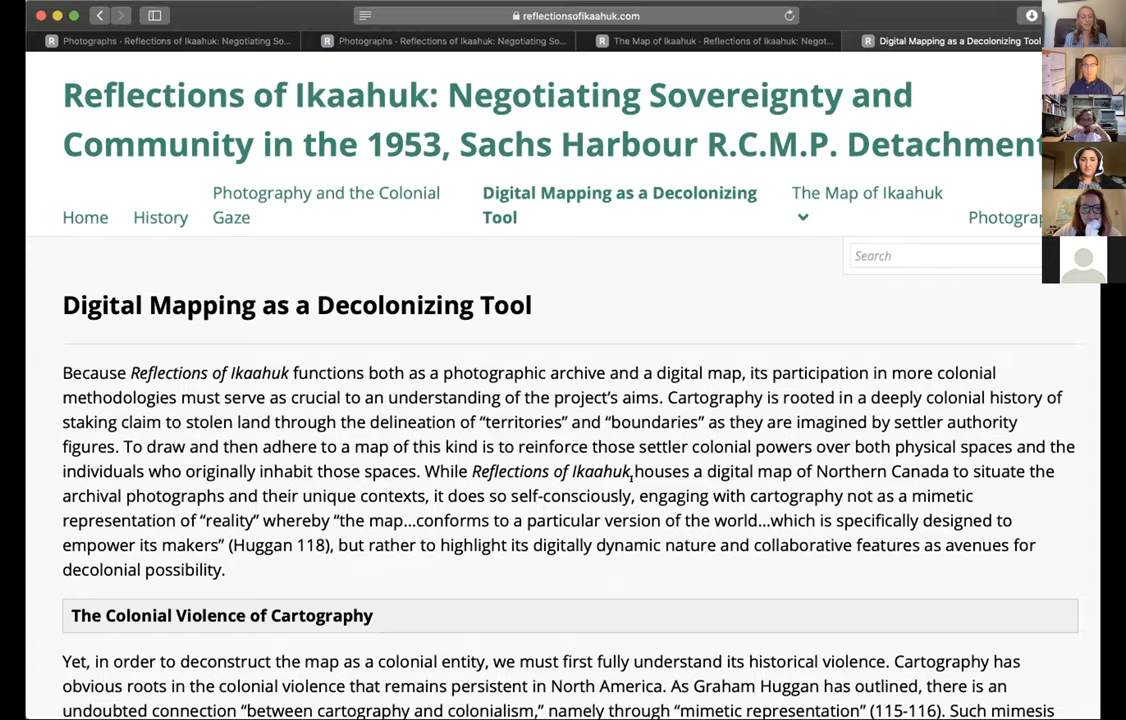 reflectionsofikaahuk.com
Photographs - Reflections of Ikaahuk: Negotiating So...
Photographs - Reflections of Ikaahuk: Negotiating So...
The Map of Ikaahuk - Reflections of Ikaahuk: Negot...
Digital Mapping as a Decolonizing Tool
Reflections of Ikaahuk: Negotiating Sovereignty and
Community in the 1953, Sachs Harbour R.C.M.P. Detachment
Home
History
Photography and the Colonial
Gaze
Digital Mapping as a Decolonizing
Tool
The Map of Ikaahuk
Photograp
Search
Digital Mapping as a Decolonizing Tool
Because Reflections of Ikaahuk functions both as a photographic archive and a digital map, its participation in more colonial
methodologies must serve as crucial to an understanding of the project’s aims. Cartography is rooted in a deeply colonial history of
staking claim to stolen land through the delineation of “territories” and “boundaries” as they are imagined by settler authority
figures. To draw and then adhere to a map of this kind is to reinforce those settler colonial powers over both physical spaces and the
individuals who originally inhabit those spaces. While Reflections of Ikaahuk houses a digital map of Northern Canada to situate the
archival photographs and their unique contexts, it does so self-consciously, engaging with cartography not as a mimetic
representation of “reality” whereby “the map...conforms to a particular version of the world...which is specifically designed to
empower its makers” (Huggan 118), but rather to highlight its digitally dynamic nature and collaborative features as avenues for
decolonial possibility.
The Colonial Violence of Cartography
Yet, in order to deconstruct the map as a colonial entity, we must first fully understand its historical violence. Cartography has
obvious roots in the colonial violence that remains persistent in North America. As Graham Huggan has outlined, there is an
undoubted connection “between cartography and colonialism,” namely through “mimetic representation” (115-116). Such mimesis